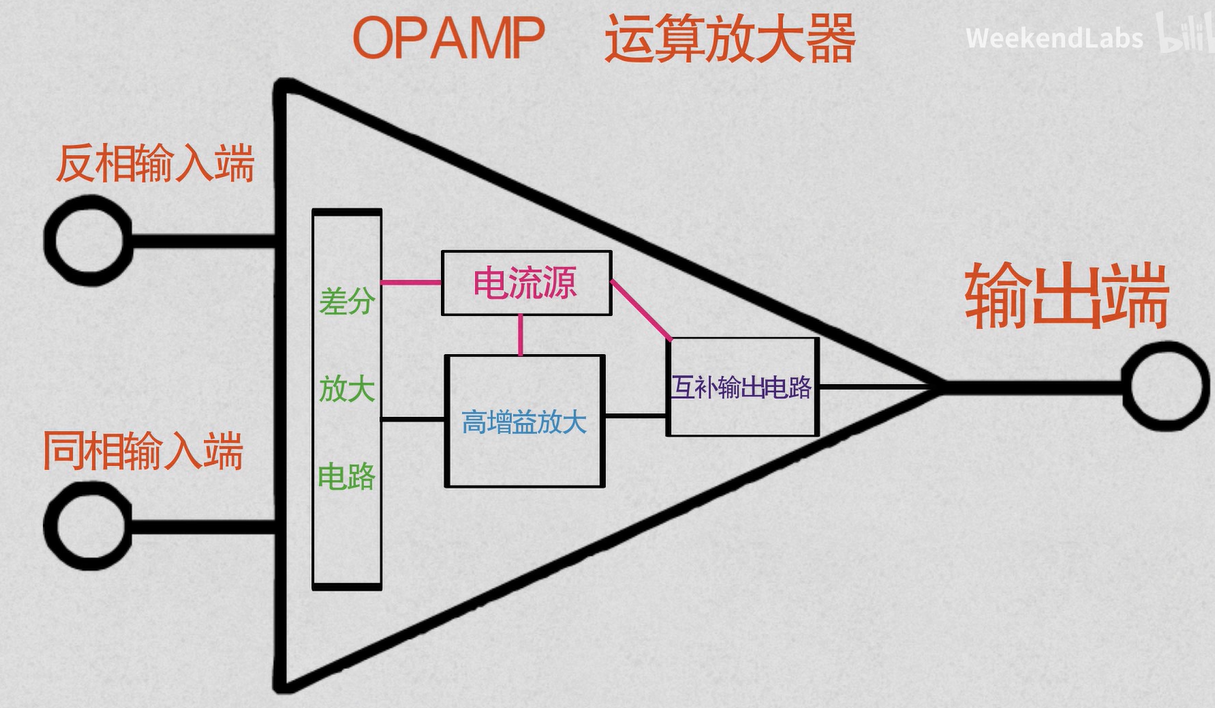 OPAMP 运算放大器
WeekendLabs
反相输入端
电流源
差分
放大
电路
输出端
互补输出电路
高增益放大
同相输入端